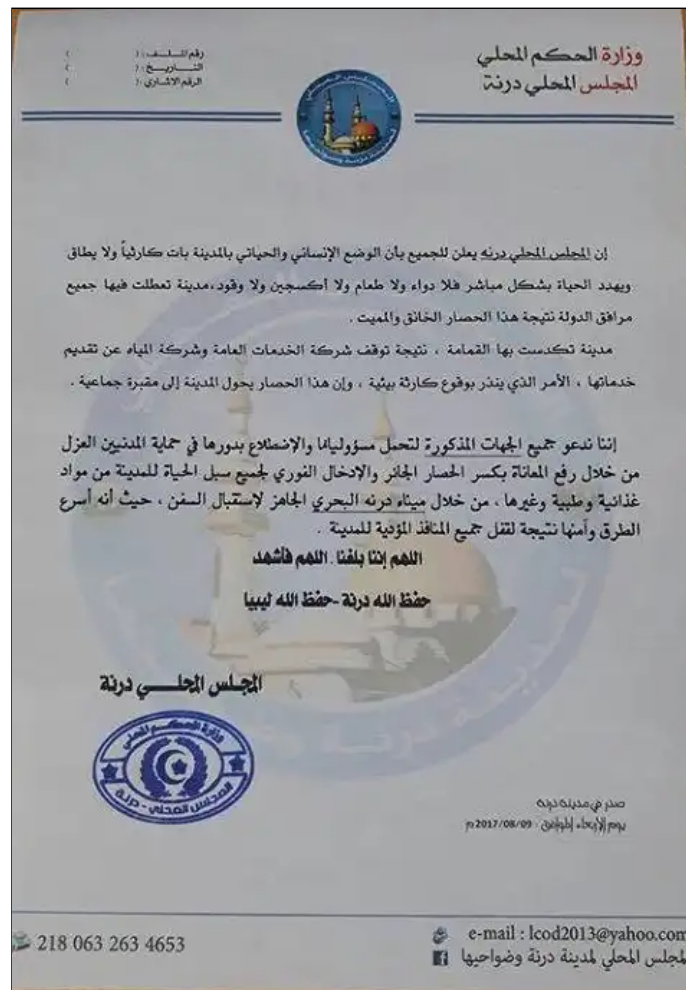 وزارة الحكم المحلي
المجلس المحلي درنة
رقم الملف : ( )
التاريخ : ( )
الرقم الاشاري : ( )
إن المجلس المحلي درنه يعلن للجميع بأن الوضع الإنساني والحياتي بالمدينة بات كارثياً ولا يطاق
ويهدد الحياة بشكل مباشر فلا دواء ولا طعام ولا أكسجين ولا وقود،مدينة تعطلت فيها جميع
مرافق الدولة نتيجة هذا الحصار الخانق والمميت .
مدينة تكدست بها القمامة ، نتيجة توقف شركة الخدمات العامة وشركة المياه عن تقديم
خدماتها ، الأمر الذي ينذر بوقوع كارثة بيئية ، وإن هذا الحصار يحول المدينة إلى مقبرة جماعية .
إننا ندعو جميع الجهات المذكورة لتحمل مسؤولياتها والإضطلاع بدورها في حماية المدنيين العزل
من خلال رفع المعاناة بكسر الحصار الجائر والإدخال الفوري لجميع سبل الحياة للمدينة من مواد
غذائية وطبية وغيرها ، من خلال ميناء درنه البحري الجاهز لإستقبال السفن ، حيث أنه أسرع
الطرق وآمنها نتيجة لقفل جميع المنافذ المؤدية للمدينة .
اللهم إننا بلغنا . اللهم فأشهد
حفظ الله درنة -حفظ الله ليبيا
المجلس المحلي درنة
وزارة الحكم المحلي
المجلس المحلي - درنة
صدر في مدينة درنه
يوم الإربعاء الموافق : 2017/08/09 م
218 063 263 4653
e-mail : lcod2013@yahoo.com
المجلس المحلي لمدينة درنة وضواحيها